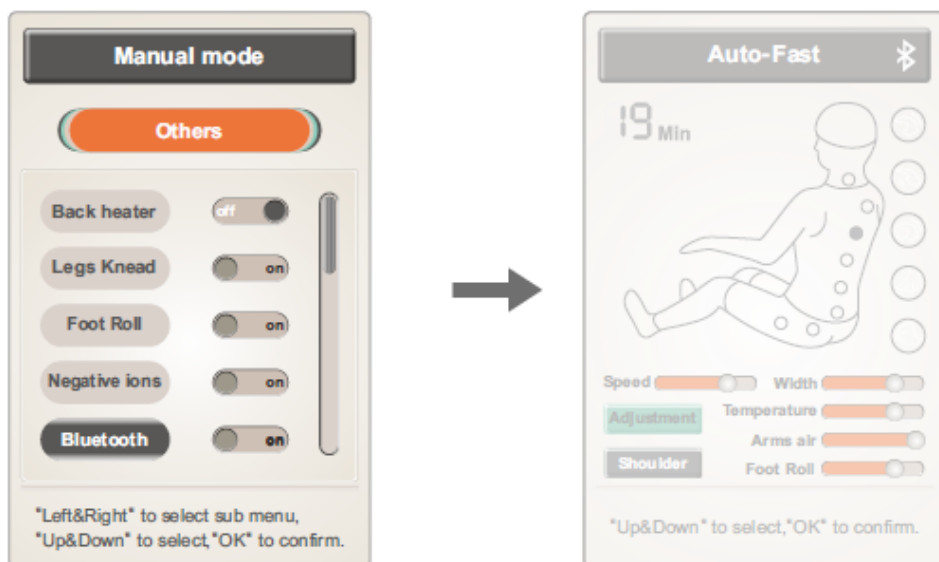 Manual mode
Others
Back heater off
Legs Knead on
Foot Roll on
Negative ions on
Bluetooth on
"Left&Right" to select sub menu,
"Up&Down" to select,"OK" to confirm.
Auto-Fast
19 Min
Speed Width
Adjustment Temperature
Arms air
Shoulder Foot Roll
"Up&Down" to select,"OK" to confirm.